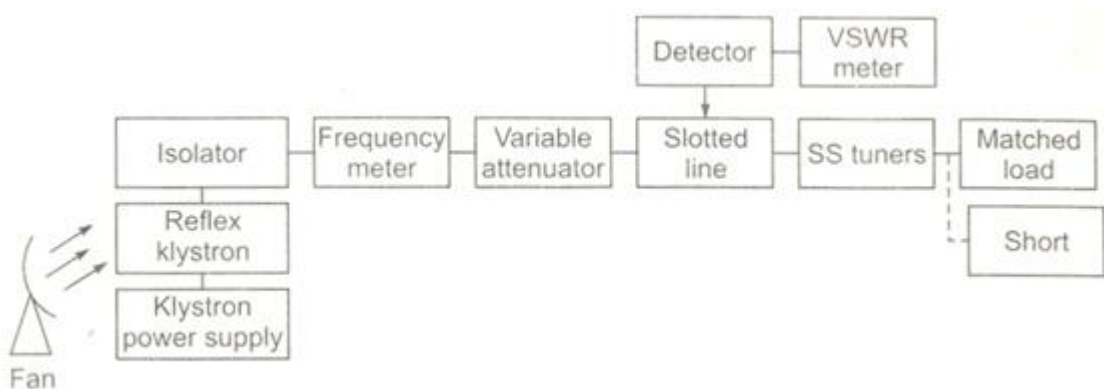 Detector
VSWR
meter
Isolator
Frequency
meter
Variable
attenuator
Slotted
line
SS tuners
Matched
load
Reflex
klystron
Short
Klystron
power supply
Fan